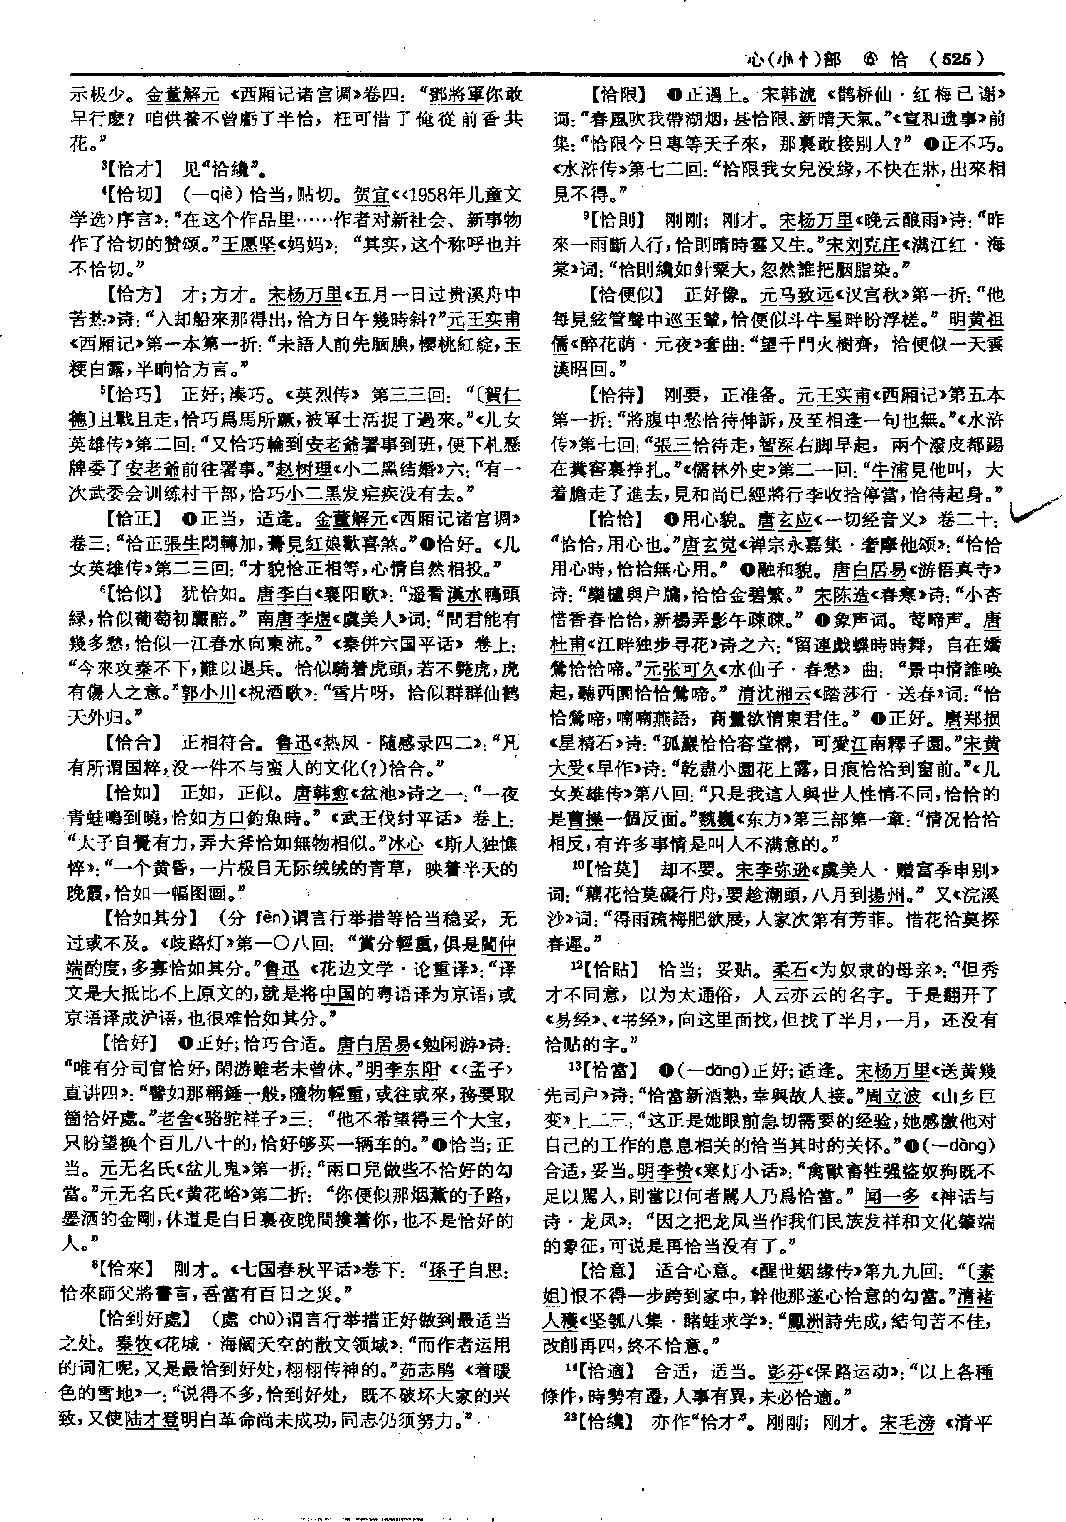 心(小忄)部 ⑥ 恰 (525)
示极少。金董解元《西厢记诸宫调》卷四：“鄧將軍你敢
早行麽？咱供養不曾虧了半恰，枉可惜了俺從前香共
花。”
³【恰才】 见“恰纔”。
⁴【恰切】 (—qiè) 恰当，贴切。贺宜《〈1958年儿童文
学选〉序言》：“在这个作品里……作者对新社会、新事物
作了恰切的赞颂。”王愿坚《妈妈》：“其实，这个称呼也并
不恰切。”
【恰方】 才；方才。宋杨万里《五月一日过贵溪舟中
苦热》诗：“人却船來那得出，恰方日午幾時斜？”元王实甫
《西厢记》第一本第一折：“未語人前先腼腆，櫻桃紅綻，玉
粳白露，半晌恰方言。”
⁵【恰巧】 正好；凑巧。《英烈传》第三三回：“〔賀仁
德〕且戰且走，恰巧爲馬所蹶，被軍士活捉了過來。”《儿女
英雄传》第二回：“又恰巧輪到安老爺署事到班，便下札懸
牌委了安老爺前往署事。”赵树理《小二黑结婚》六：“有一
次武委会训练村干部，恰巧小二黑发疟疾没有去。”
【恰正】 ❶正当，适逢。金董解元《西厢记诸宫调》
卷三：“恰正張生悶轉加，驀見紅娘歡喜煞。”❷恰好。《儿
女英雄传》第二三回：“才貌恰正相等，心情自然相投。”
⁶【恰似】 犹恰如。唐李白《襄阳歌》：“遥看漢水鴨頭
緑，恰似葡萄初醱醅。”南唐李煜《虞美人》词：“問君能有
幾多愁，恰似一江春水向東流。”《秦併六国平话》卷上：
“今來攻秦不下，難以退兵。恰似騎着虎頭，若不斃虎，虎
有傷人之意。”郭小川《祝酒歌》：“雪片呀，恰似群群仙鹤
天外归。”
【恰合】 正相符合。鲁迅《热风·随感录四二》：“凡
有所谓国粹，没一件不与蛮人的文化(？)恰合。”
【恰如】 正如，正似。唐韩愈《盆池》诗之一：“一夜
青蛙鳴到曉，恰如方口釣魚時。”《武王伐纣平话》卷上：
“太子自覺有力，弄大斧恰如無物相似。”冰心《斯人独憔
悴》：“一个黄昏，一片极目无际绒绒的青草，映着半天的
晚霞，恰如一幅图画。”
【恰如其分】 (分 fèn)谓言行举措等恰当稳妥，无
过或不及。《歧路灯》第一〇八回：“賞分輕重，俱是閻仲
端酌度，多寡恰如其分。”鲁迅《花边文学·论重译》：“译
文是大抵比不上原文的，就是将中国的粤语译为京语，或
京语译成沪语，也很难恰如其分。”
【恰好】 ❶正好；恰巧合适。唐白居易《勉闲游》诗：
“唯有分司官恰好，閑游雖老未曾休。”明李东阳《〈孟子〉
直讲四》：“譬如那稱錘一般，隨物輕重，或往或來，務要取
箇恰好處。”老舍《骆驼祥子》三：“他不希望得三个大宝，
只盼望换个百儿八十的，恰好够买一辆车的。”❷恰当；正
当。元无名氏《盆儿鬼》第一折：“兩口兒做些不恰好的勾
當。”元无名氏《黄花峪》第二折：“你便似那烟薰的子路，
墨洒的金剛，休道是白日裏夜晚間撲着你，也不是恰好的
人。”
⁸【恰來】 刚才。《七国春秋平话》卷下：“孫子自思：
恰來師父將書言，吾當有百日之災。”
【恰到好處】 (處 chù)谓言行举措正好做到最适当
之处。秦牧《花城·海阔天空的散文领域》：“而作者运用
的词汇呢，又是最恰到好处，栩栩传神的。”茹志鹃《着暖
色的雪地》一：“说得不多，恰到好处，既不破坏大家的兴
致，又使陆才登明白革命尚未成功，同志仍须努力。”
【恰限】 ❶正遇上。宋韩淲《鹊桥仙·红梅已谢》
词：“春風吹我帶湖烟，甚恰限、新晴天氣。”《宣和遗事》前
集：“恰限今日專等天子來，那裏敢接别人？”❷正不巧。
《水浒传》第七二回：“恰限我女兒没缘，不快在牀，出來相
見不得。”
⁹【恰則】 刚刚；刚才。宋杨万里《晚云酿雨》诗：“昨
來一雨斷人行，恰則晴時雲又生。”宋刘克庄《满江红·海
棠》词：“恰則纔如針粟大，忽然誰把胭脂染。”
【恰便似】 正好像。元马致远《汉宫秋》第一折：“他
每見絃管聲中巡玉輦，恰便似斗牛星畔盼浮槎。”明黄祖
儒《醉花荫·元夜》套曲：“望千門火樹齊，恰便似一天雲
漢昭回。”
【恰待】 刚要，正准备。元王实甫《西厢记》第五本
第一折：“將腹中愁恰待伸訴，及至相逢一句也無。”《水浒
传》第七回：“張三恰待走，智深右脚早起，兩个潑皮都踢
在糞窖裏挣扎。”《儒林外史》第二一回：“牛浦見他叫，大
着膽走了進去，見和尚已經將行李收拾停當，恰待起身。”
【恰恰】 ❶用心貌。唐玄应《一切经音义》卷二十：
“恰恰，用心也。”唐玄觉《禅宗永嘉集·奢摩他颂》：“恰恰
用心時，恰恰無心用。”❷融和貌。唐白居易《游悟真寺》
诗：“欒櫨與户牖，恰恰金碧繁。”宋陈造《春寒》诗：“小杏
惜香春恰恰，新楊弄影午疎疎。”❸象声词。莺啼声。唐
杜甫《江畔独步寻花》诗之六：“留連戲蝶時時舞，自在嬌
鶯恰恰啼。”元张可久《水仙子·春愁》曲：“景中情誰唤
起，聽西園恰恰鶯啼。”清沈湘云《踏莎行·送春》词：“恰
恰鶯啼，喃喃燕語，商量欲情東君住。”❹正好。唐郑损
《星精石》诗：“孤巖恰恰容堂構，可愛江南釋子園。”宋黄
大受《早作》诗：“乾盡小園花上露，日痕恰恰到窗前。”《儿
女英雄传》第八回：“只是我這人與世人性情不同，恰恰的
是曹操一個反面。”魏巍《东方》第三部第一章：“情况恰恰
相反，有许多事情是叫人不满意的。”
¹⁰【恰莫】 却不要。宋李弥逊《虞美人·赠富季申别》
词：“藕花恰莫礙行舟，要趁潮頭，八月到揚州。”又《浣溪
沙》词：“得雨疏梅肥欲展，人家次第有芳菲。惜花恰莫探
春遲。”
¹²【恰贴】 恰当；妥贴。柔石《为奴隶的母亲》：“但秀
才不同意，以为太通俗，人云亦云的名字。于是翻开了
《易经》、《书经》，向这里面找，但找了半月，一月，还没有
恰贴的字。”
¹³【恰當】 ❶(—dāng)正好；适逢。宋杨万里《送黄幾
先司户》诗：“恰當新酒熟，幸與故人接。”周立波《山乡巨
变》上二三：“这正是她眼前急切需要的经验，她感激他对
自己的工作的息息相关的恰当其时的关怀。”❷(—dàng)
合适，妥当。明李贽《寒灯小话》：“禽獸畜牲强盗奴狗既不
足以罵人，則當以何者罵人乃爲恰當。”闻一多《神话与
诗·龙凤》：“因之把龙凤当作我们民族发祥和文化肇端
的象征，可说是再恰当没有了。”
【恰意】 适合心意。《醒世姻缘传》第九九回：“〔素
姐〕恨不得一步跨到家中，幹他那遂心恰意的勾當。”清褚
人穫《坚瓠八集·赌蛙求学》：“鳳洲詩先成，結句苦不佳，
改削再四，終不恰意。”
¹⁴【恰適】 合适，适当。彭芬《保路运动》：“以上各種
條件，時勢有遷，人事有異，未必恰適。”
²³【恰纔】 亦作“恰才”。刚刚；刚才。宋毛滂《清平